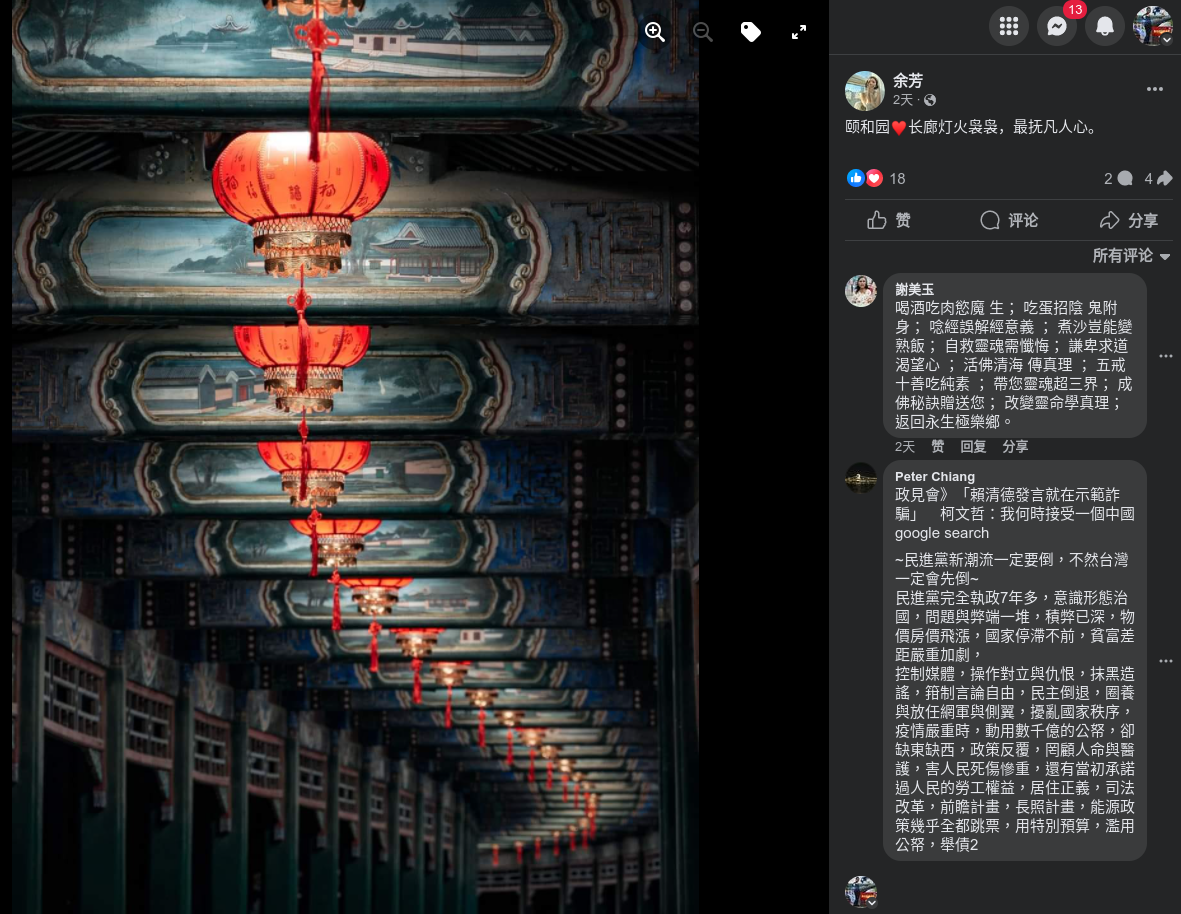 13
余芳
2天 ·
颐和园❤️长廊灯火袅袅，最抚凡人心。
18
2 4
赞 评论 分享
所有评论
謝美玉
喝酒吃肉慾魔 生； 吃蛋招陰 鬼附
身； 唸經誤解經意義 ； 煮沙豈能變
熟飯； 自救靈魂需懺悔； 謙卑求道
渴望心 ； 活佛清海 傳真理 ； 五戒
十善吃純素 ； 帶您靈魂超三界； 成
佛秘訣贈送您； 改變靈命學真理；
返回永生極樂鄉。
2天 赞 回复 分享
Peter Chiang
政見會》「賴清德發言就在示範詐
騙」　柯文哲：我何時接受一個中國
google search
~民進黨新潮流一定要倒，不然台灣
一定會先倒~
民進黨完全執政7年多，意識形態治
國，問題與弊端一堆，積弊已深，物
價房價飛漲，國家停滯不前，貧富差
距嚴重加劇，
控制媒體，操作對立與仇恨，抹黑造
謠，箝制言論自由，民主倒退，圈養
與放任網軍與側翼，擾亂國家秩序，
疫情嚴重時，動用數千億的公帑，卻
缺東缺西，政策反覆，罔顧人命與醫
護，害人民死傷慘重，還有當初承諾
過人民的勞工權益，居住正義，司法
改革，前瞻計畫，長照計畫，能源政
策幾乎全都跳票，用特別預算，濫用
公帑，舉債2